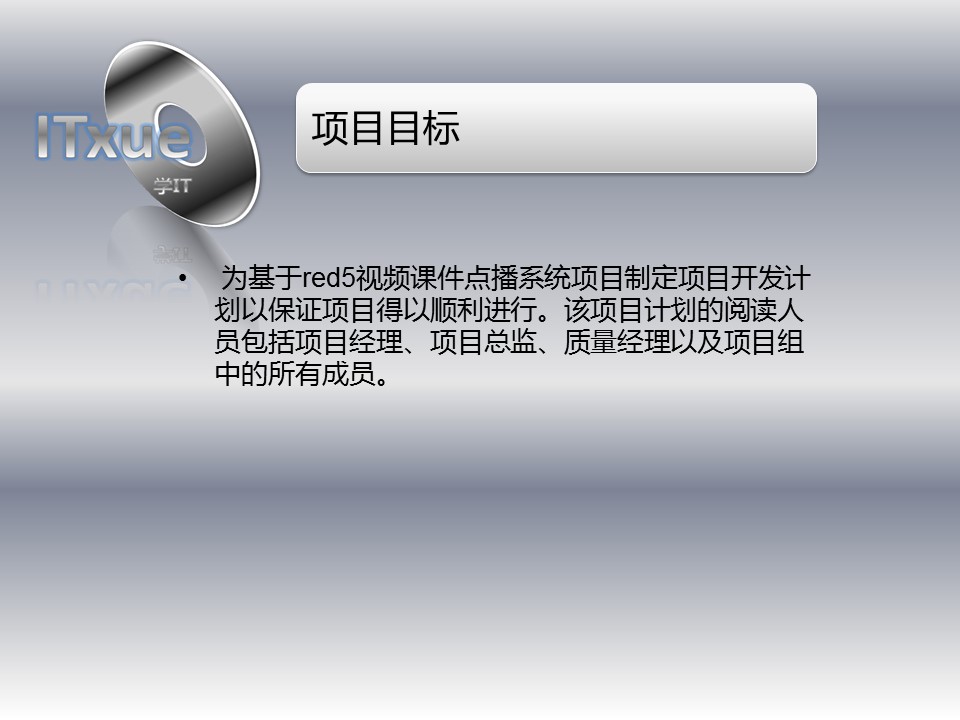 ITxue
学IT
项目目标
• 为基于red5视频课件点播系统项目制定项目开发计
划以保证项目得以顺利进行。该项目计划的阅读人
员包括项目经理、项目总监、质量经理以及项目组
中的所有成员。